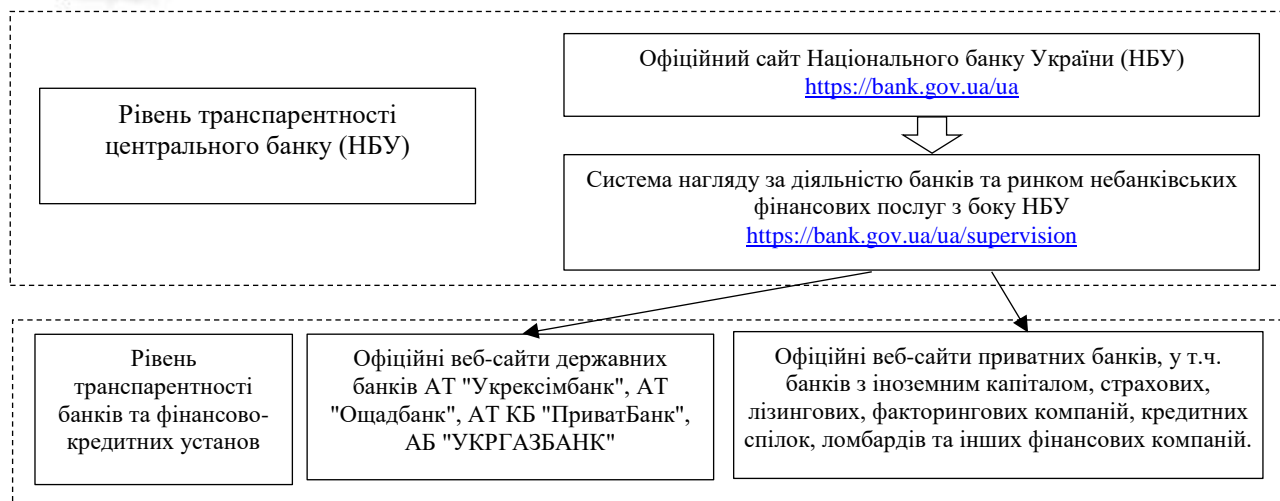 Офіційний сайт Національного банку України (НБУ)
https://bank.gov.ua/ua
Рівень транспарентності
центрального банку (НБУ)
Система нагляду за діяльністю банків та ринком небанківських
фінансових послуг з боку НБУ
https://bank.gov.ua/ua/supervision
Рівень
транспарентності
банків та фінансово-
кредитних установ
Офіційні веб-сайти державних
банків АТ "Укрексімбанк", АТ
"Ощадбанк", АТ КБ "ПриватБанк",
АБ "УКРГАЗБАНК"
Офіційні веб-сайти приватних банків, у т.ч.
банків з іноземним капіталом, страхових,
лізингових, факторингових компаній, кредитних
спілок, ломбардів та інших фінансових компаній.